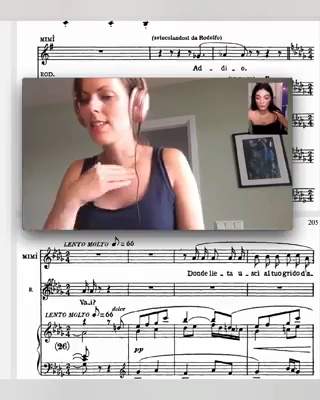 MIMÌ
(svincolandosi da Rodolfo)
Ad - di - o.
ROD.
205
LENTO MOLTO ♪= 66
MIMÌ
Donde lie - ta u - scì al tuo grido d'a-
R.
Va.i?
LENTO MOLTO ♪= 66
dolce
(26)
pp